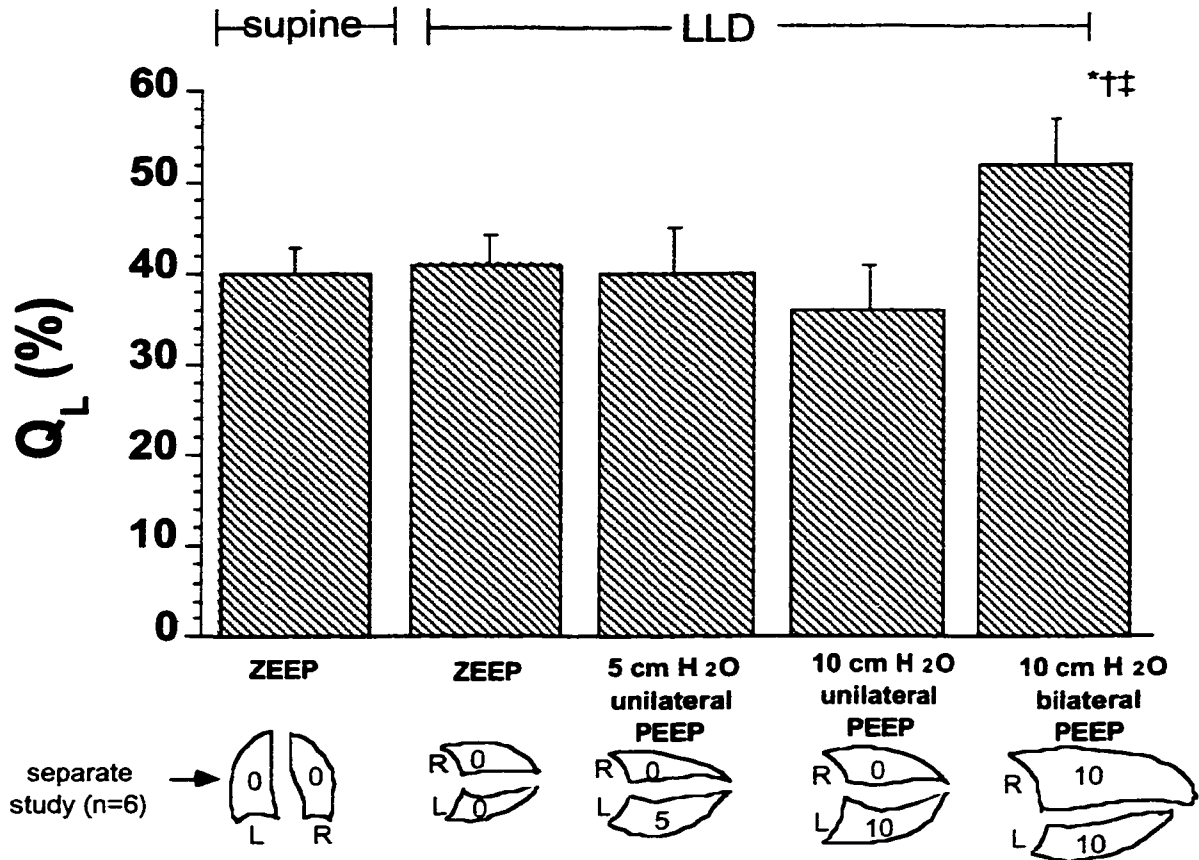 supine LLD
*†‡
60
50
40
30
20
10
0
Q_L (%)
ZEEP
ZEEP
5 cm H 2O
unilateral
PEEP
10 cm H 2O
unilateral
PEEP
10 cm H 2O
bilateral
PEEP
separate
study (n=6)
0 0
L R
R 0
L 0
R 0
L 5
R 0
L 10
R 10
L 10